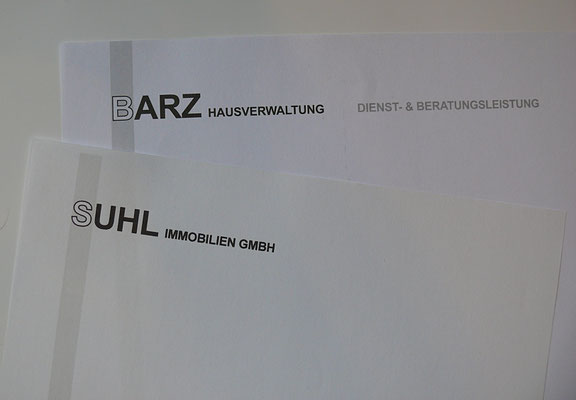 BARZ HAUSVERWALTUNG DIENST- & BERATUNGSLEISTUNG
SUHL IMMOBILIEN GMBH